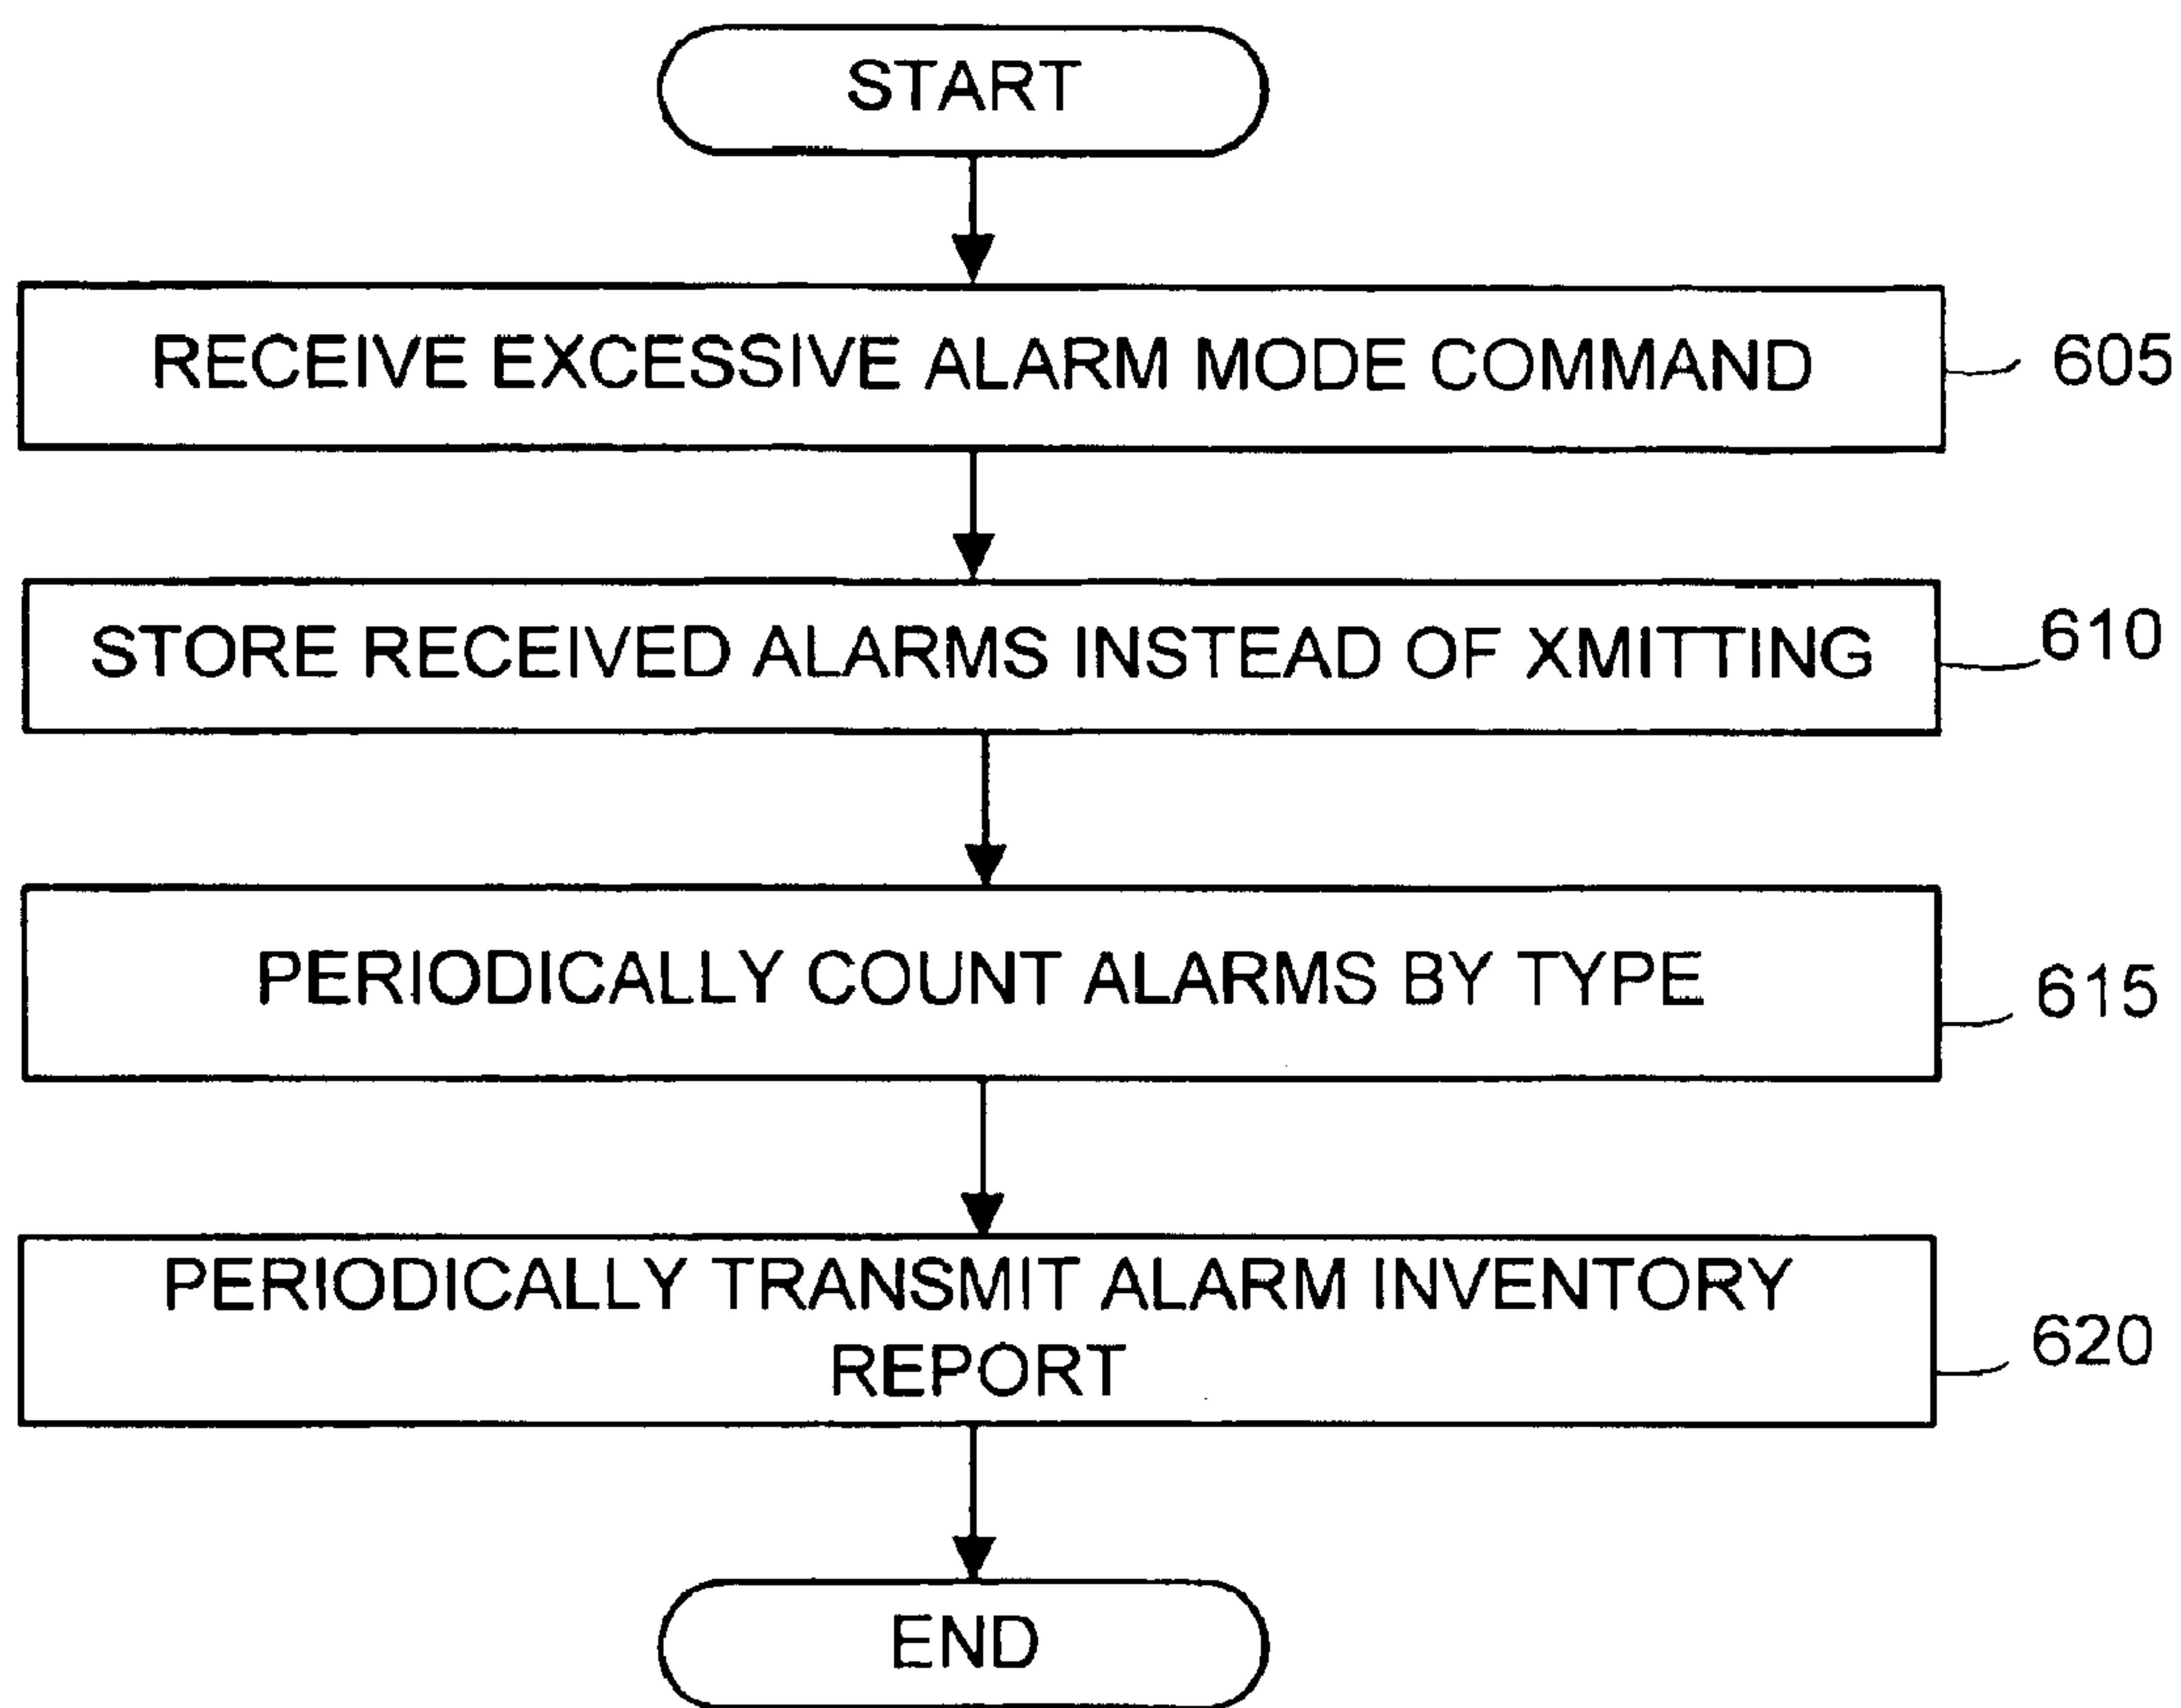 START
RECEIVE EXCESSIVE ALARM MODE COMMAND
605
STORE RECEIVED ALARMS INSTEAD OF XMITTING
610
PERIODICALLY COUNT ALARMS BY TYPE
615
PERIODICALLY TRANSMIT ALARM INVENTORY
REPORT
620
END